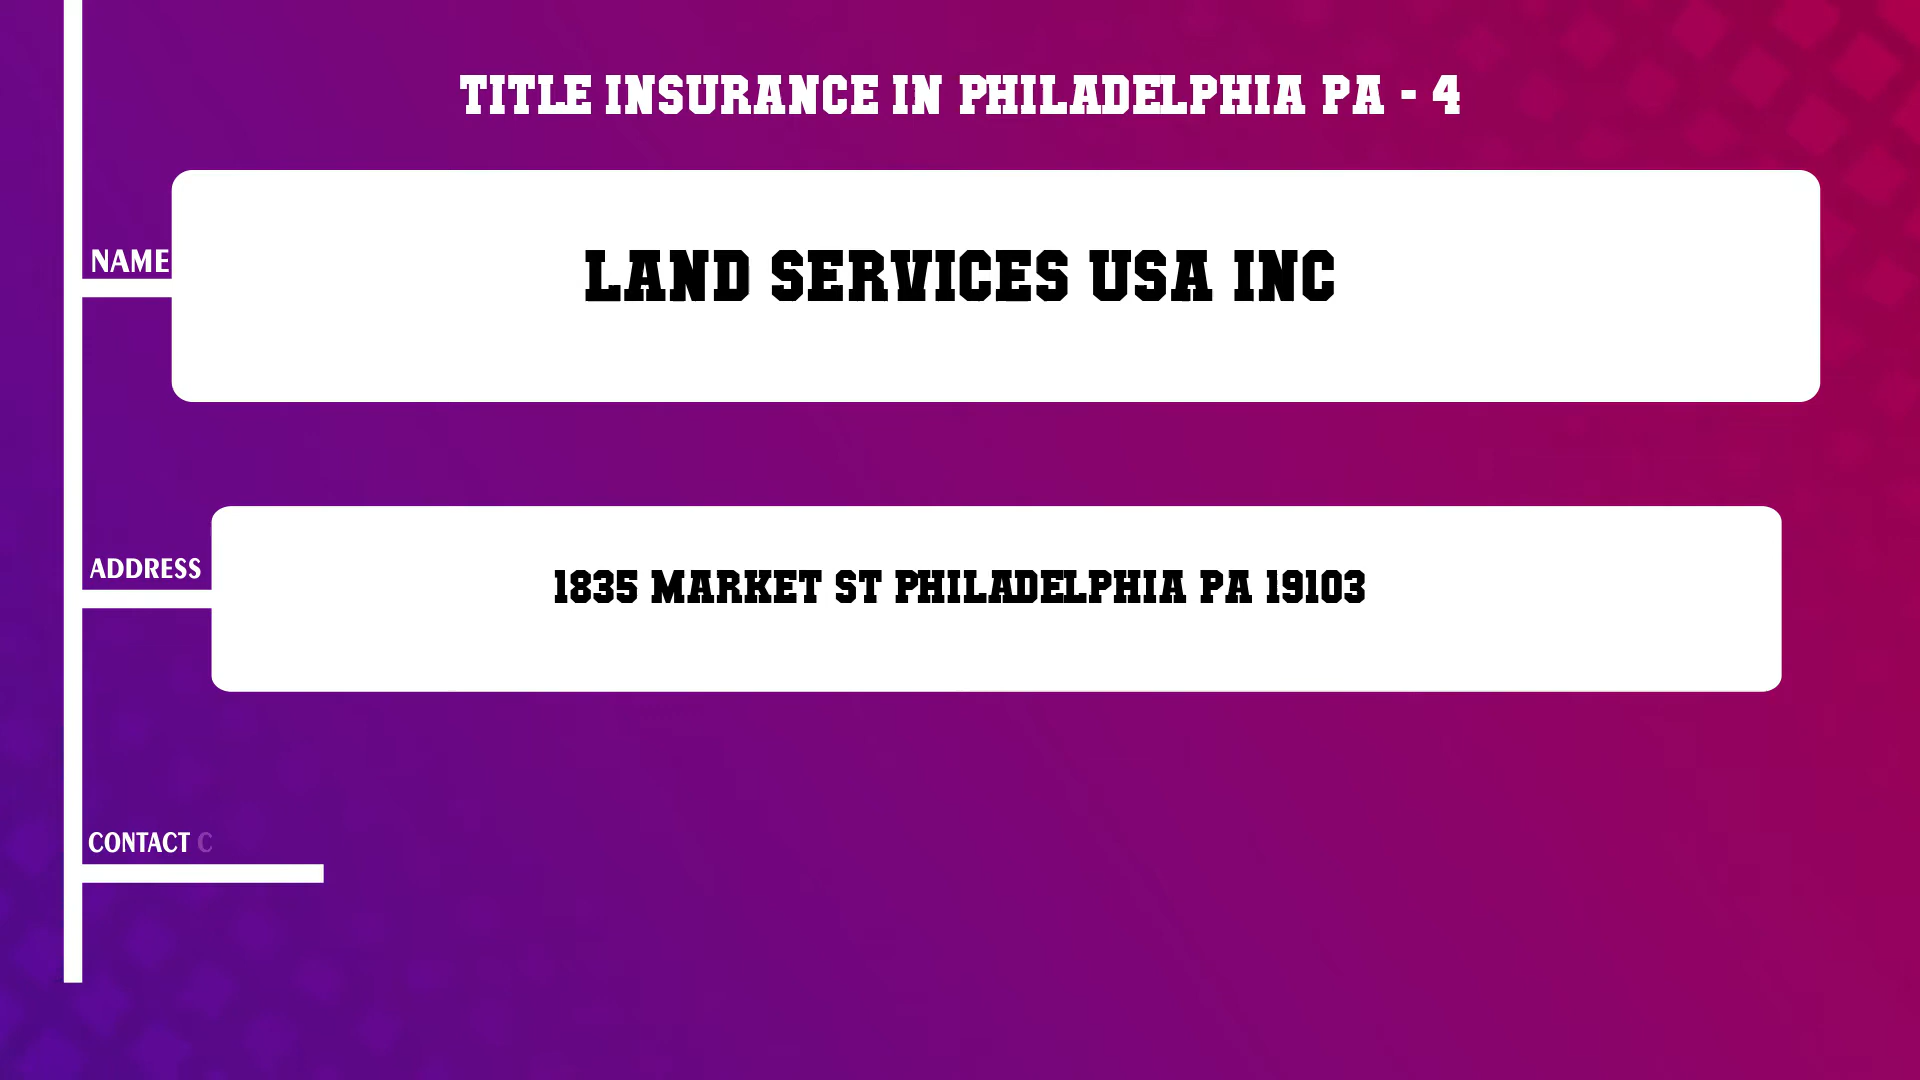 TITLE INSURANCE IN PHILADELPHIA PA - 4
NAME
LAND SERVICES USA INC
ADDRESS
1835 MARKET ST PHILADELPHIA PA 19103
CONTACT C